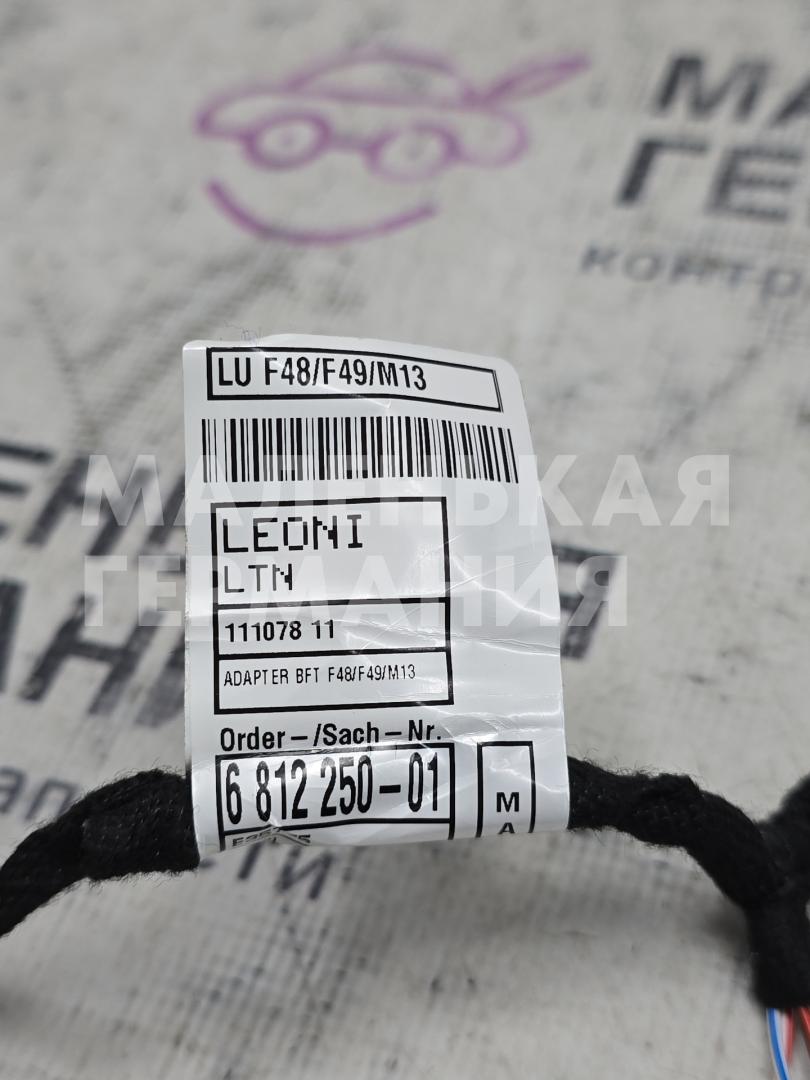 LU F48/F49/M13
LEONI
LTN
111078 11
ADAPTER BFT F48/F49/M13
Order-/Sach-Nr.
6 812 250-01
MA
МАЛЕНЬКАЯ
ГЕРМАНИЯ